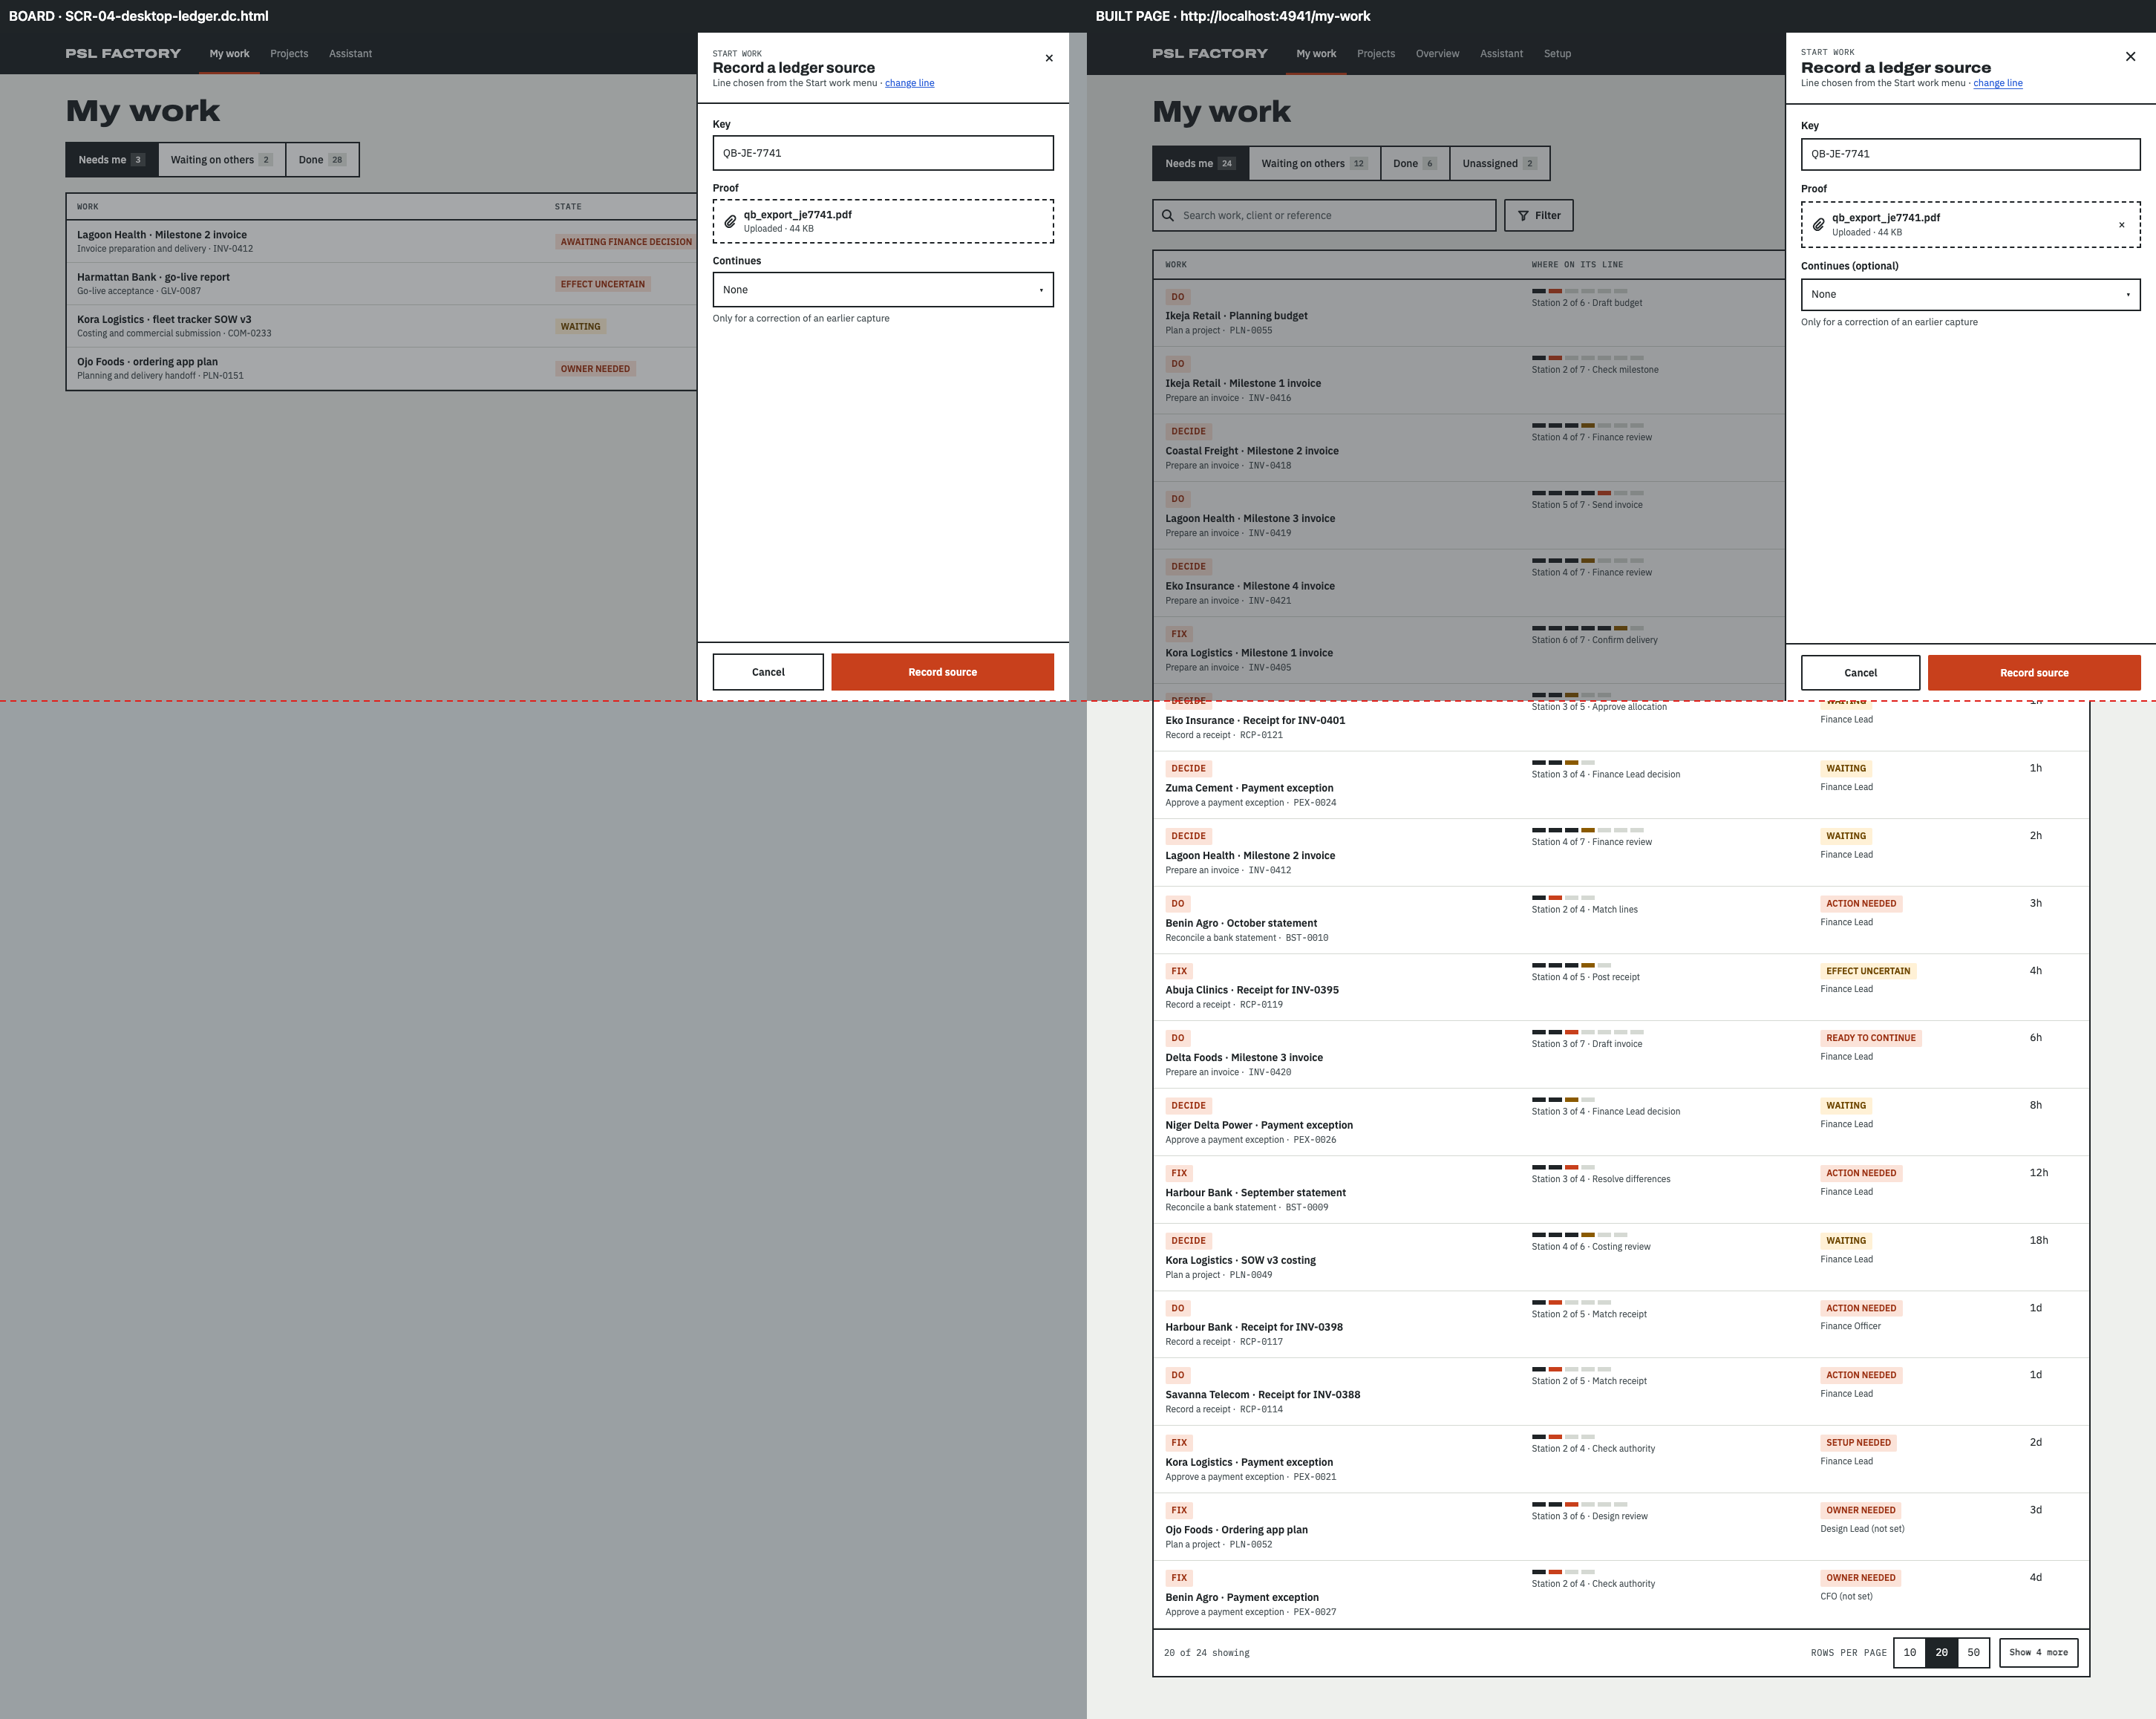 BOARD · SCR-04-desktop-ledger.dc.html
PSL FACTORY My work Projects Assistant
My work
Needs me 3 Waiting on others 2 Done 28
WORK STATE
Lagoon Health · Milestone 2 invoice
Invoice preparation and delivery · INV-0412
AWAITING FINANCE DECISION
Harmattan Bank · go-live report
Go-live acceptance · GLV-0087
EFFECT UNCERTAIN
Kora Logistics · fleet tracker SOW v3
Costing and commercial submission · COM-0233
WAITING
Ojo Foods · ordering app plan
Planning and delivery handoff · PLN-0151
OWNER NEEDED
START WORK
Record a ledger source
Line chosen from the Start work menu · change line
×
Key
QB-JE-7741
Proof
qb_export_je7741.pdf
Uploaded · 44 KB
Continues
None
Only for a correction of an earlier capture
Cancel Record source
BUILT PAGE · http://localhost:4941/my-work
PSL FACTORY My work Projects Overview Assistant Setup
My work
Needs me 24 Waiting on others 12 Done 6 Unassigned 2
Search work, client or reference Filter
WORK WHERE ON ITS LINE
DO
Station 2 of 6 · Draft budget
Ikeja Retail · Planning budget
Plan a project · PLN-0055
DO
Station 2 of 7 · Check milestone
Ikeja Retail · Milestone 1 invoice
Prepare an invoice · INV-0416
DECIDE
Station 4 of 7 · Finance review
Coastal Freight · Milestone 2 invoice
Prepare an invoice · INV-0418
DO
Station 5 of 7 · Send invoice
Lagoon Health · Milestone 3 invoice
Prepare an invoice · INV-0419
DECIDE
Station 4 of 7 · Finance review
Eko Insurance · Milestone 4 invoice
Prepare an invoice · INV-0421
FIX
Station 6 of 7 · Confirm delivery
Kora Logistics · Milestone 1 invoice
Prepare an invoice · INV-0405
START WORK
Record a ledger source
Line chosen from the Start work menu · change line
×
Key
QB-JE-7741
Proof
qb_export_je7741.pdf
Uploaded · 44 KB
×
Continues (optional)
None
Only for a correction of an earlier capture
Cancel Record source
DECIDE
Station 3 of 5 · Approve allocation
Eko Insurance · Receipt for INV-0401
Finance Lead
Record a receipt · RCP-0121
DECIDE WAITING 1h
Station 3 of 4 · Finance Lead decision
Zuma Cement · Payment exception
Finance Lead
Approve a payment exception · PEX-0024
DECIDE WAITING 2h
Station 4 of 7 · Finance review
Lagoon Health · Milestone 2 invoice
Finance Lead
Prepare an invoice · INV-0412
DO ACTION NEEDED 3h
Station 2 of 4 · Match lines
Benin Agro · October statement
Finance Lead
Reconcile a bank statement · BST-0010
FIX EFFECT UNCERTAIN 4h
Station 4 of 5 · Post receipt
Abuja Clinics · Receipt for INV-0395
Finance Lead
Record a receipt · RCP-0119
DO READY TO CONTINUE 6h
Station 3 of 7 · Draft invoice
Delta Foods · Milestone 3 invoice
Finance Lead
Prepare an invoice · INV-0420
DECIDE WAITING 8h
Station 3 of 4 · Finance Lead decision
Niger Delta Power · Payment exception
Finance Lead
Approve a payment exception · PEX-0026
FIX ACTION NEEDED 12h
Station 3 of 4 · Resolve differences
Harbour Bank · September statement
Finance Lead
Reconcile a bank statement · BST-0009
DECIDE WAITING 18h
Station 4 of 6 · Costing review
Kora Logistics · SOW v3 costing
Finance Lead
Plan a project · PLN-0049
DO ACTION NEEDED 1d
Station 2 of 5 · Match receipt
Harbour Bank · Receipt for INV-0398
Finance Officer
Record a receipt · RCP-0117
DO ACTION NEEDED 1d
Station 2 of 5 · Match receipt
Savanna Telecom · Receipt for INV-0388
Finance Lead
Record a receipt · RCP-0114
FIX SETUP NEEDED 2d
Station 2 of 4 · Check authority
Kora Logistics · Payment exception
Finance Lead
Approve a payment exception · PEX-0021
FIX OWNER NEEDED 3d
Station 3 of 6 · Design review
Ojo Foods · Ordering app plan
Design Lead (not set)
Plan a project · PLN-0052
FIX OWNER NEEDED 4d
Station 2 of 4 · Check authority
Benin Agro · Payment exception
CFO (not set)
Approve a payment exception · PEX-0027
20 of 24 showing ROWS PER PAGE 10 20 50 Show 4 more